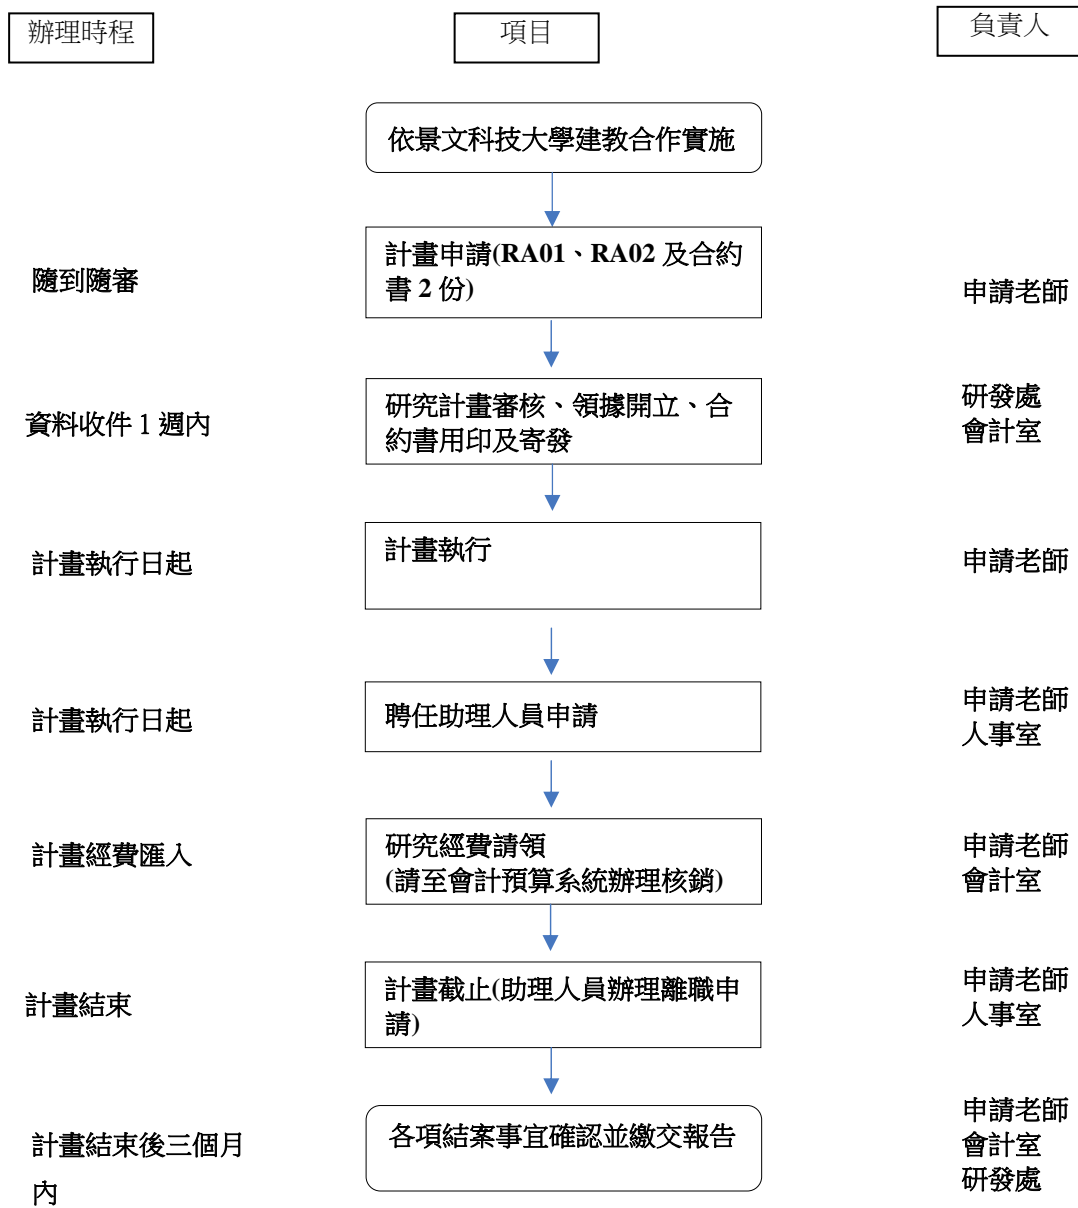 辦理時程
項目
負責人
依景文科技大學建教合作實施
隨到隨審
計畫申請(RA01、RA02 及合約
書 2 份)
申請老師
資料收件 1 週內
研究計畫審核、領據開立、合
約書用印及寄發
研發處
會計室
計畫執行日起
計畫執行
申請老師
計畫執行日起
聘任助理人員申請
申請老師
人事室
計畫經費匯入
研究經費請領
(請至會計預算系統辦理核銷)
申請老師
會計室
計畫結束
計畫截止(助理人員辦理離職申
請)
申請老師
人事室
計畫結束後三個月
內
各項結案事宜確認並繳交報告
申請老師
會計室
研發處